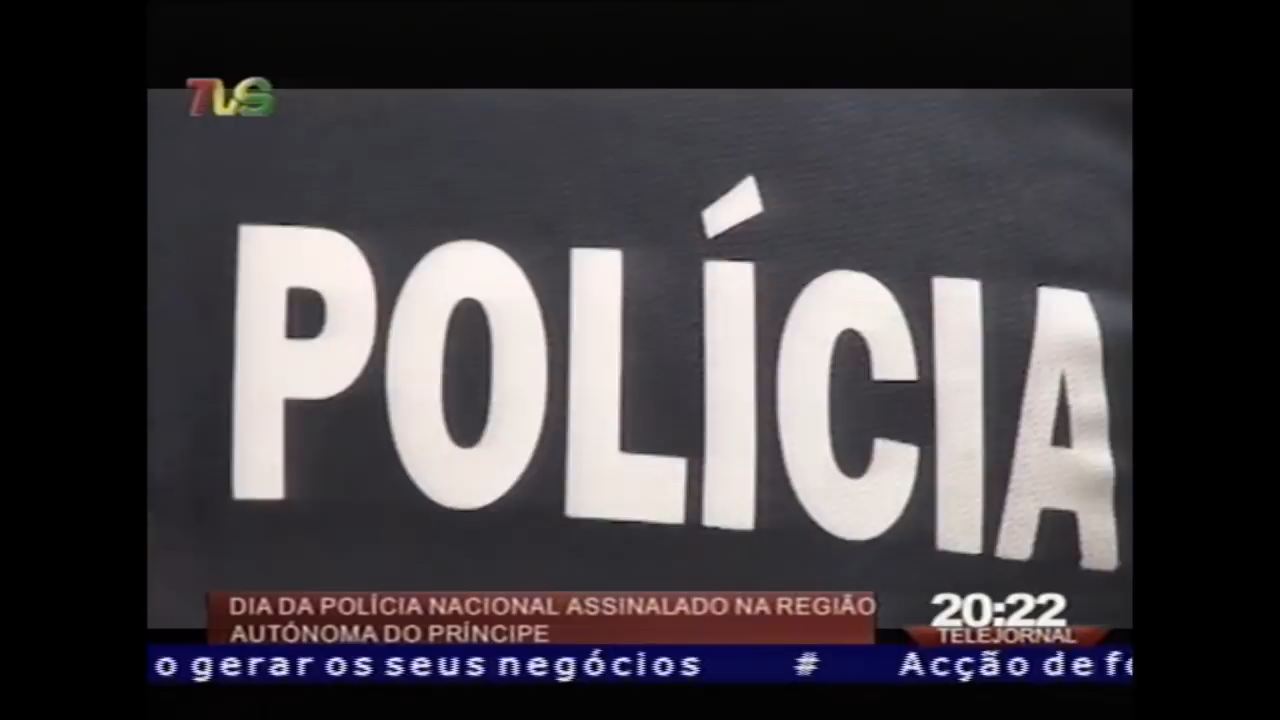 TVS
POLÍCIA
DIA DA POLÍCIA NACIONAL ASSINALADO NA REGIÃO
AUTÓNOMA DO PRÍNCIPE
20:22
TELEJORNAL
o gerar os seus negócios # Acção de fo